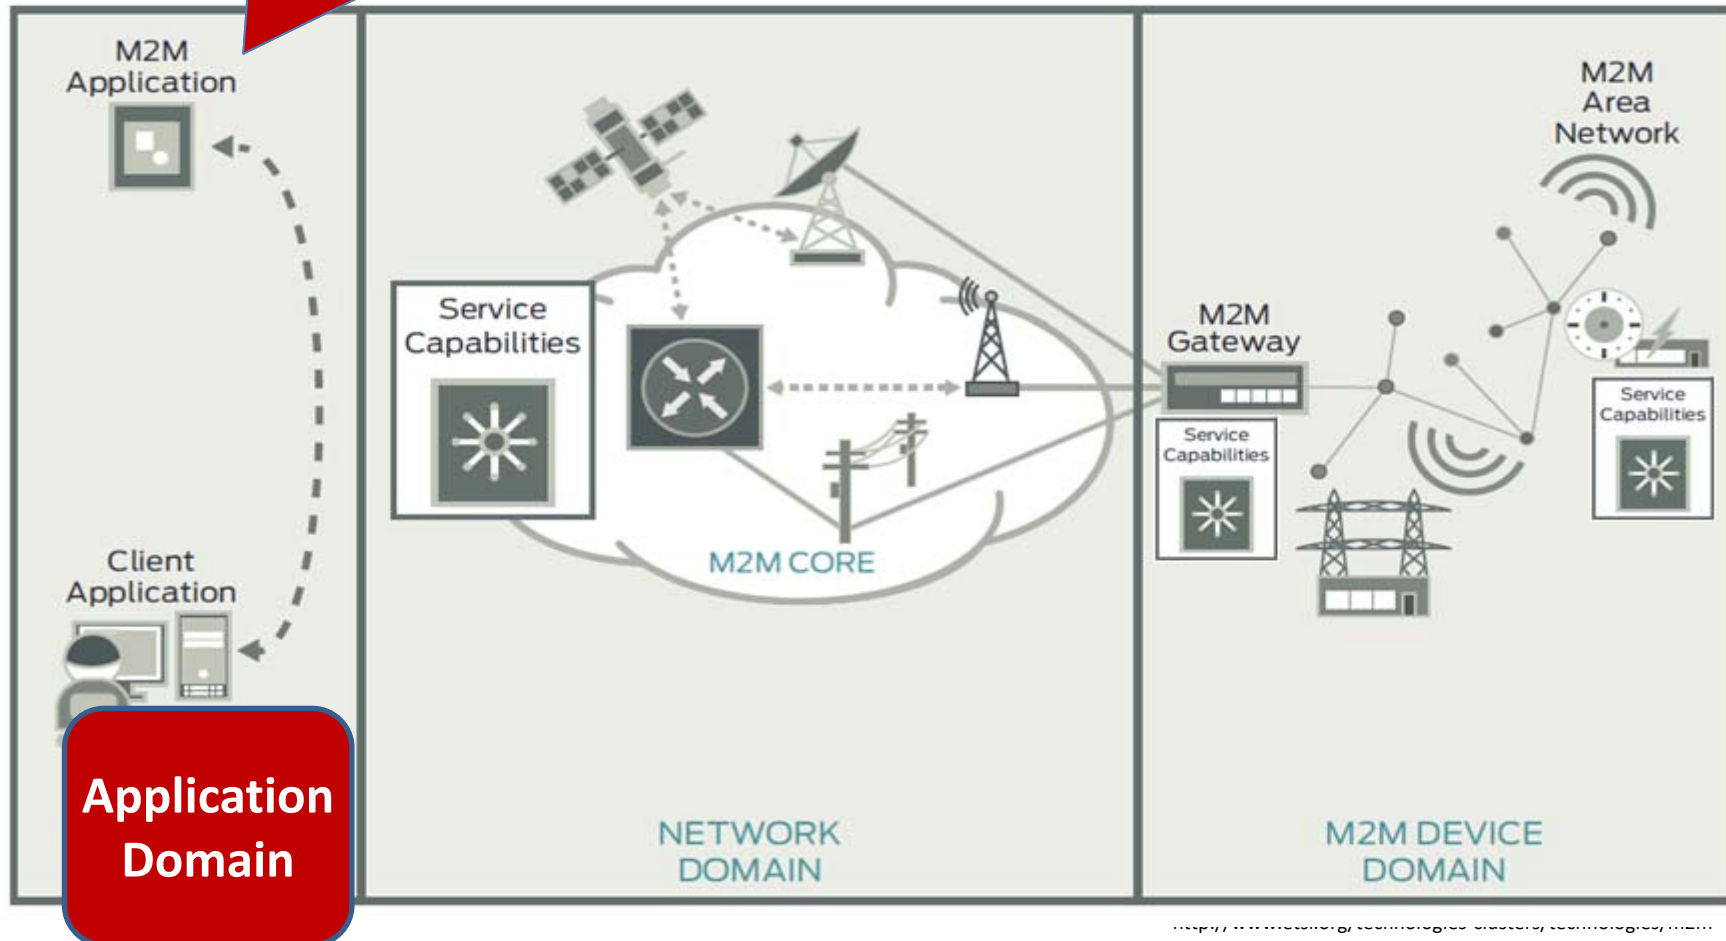 M2M
Application
Client
Application
Application
Domain
Service
Capabilities
M2M CORE
NETWORK
DOMAIN
M2M
Gateway
Service
Capabilities
M2M
Area
Network
Service
Capabilities
M2M DEVICE
DOMAIN